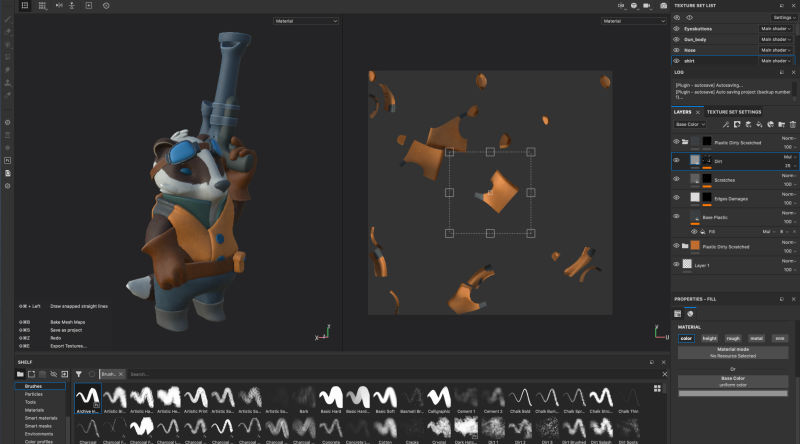 Material
Material
TEXTURE SET LIST
Settings
Eyesbuttons Main shader
Gun_body Main shader
Nose Main shader
shirt Main shader
LOG
[Plugin - autosave] Autosaving...
[Plugin - autosave] Auto saving project (backup number
1)...
LAYERS TEXTURE SET SETTINGS
Base Color
Plastic Dirty Scratched Norm
100
Dirt Mul
25
Scratches Norm
100
Edges Damages Norm
100
Base Plastic Norm
100
Fill Mul
Plastic Dirty Scratched Norm
100
Layer 1 Norm
100
⇧⌘ + Left Draw snapped straight lines
⇧⌘B Bake Mesh Maps
⇧⌘S Save as project
⇧⌘Z Redo
⇧⌘E Export Textures...
X Z
U
PROPERTIES - FILL
MATERIAL
color height rough metal nrm
Material mode
No Resource Selected
Or
Base Color
uniform color
SHELF
Brush... Search...
Brushes
Particles
Tools
Materials
Smart materials
Smart masks
Environments
Color profiles
Archive In... Artistic Br... Artistic Ha... Artistic He... Artistic Print Artistic So... Artistic So... Artistic So... Bark Basic Hard Basic Hard... Basic Soft Basmati Br... Calligraphic Cement 1 Cement 2 Chalk Bold Chalk Bum... Chalk Spr... Chalk Stro... Chalk Thin
Charcoal Charcoal F... Charcoal F... Charcoal... Charcoal... Concrete Concrete L... Cotton Cracks Crystal Dark Hatc... Dirt 1 Dirt 2 Dirt 3 Dirt Brushed Dirt Splash Dirt Spots